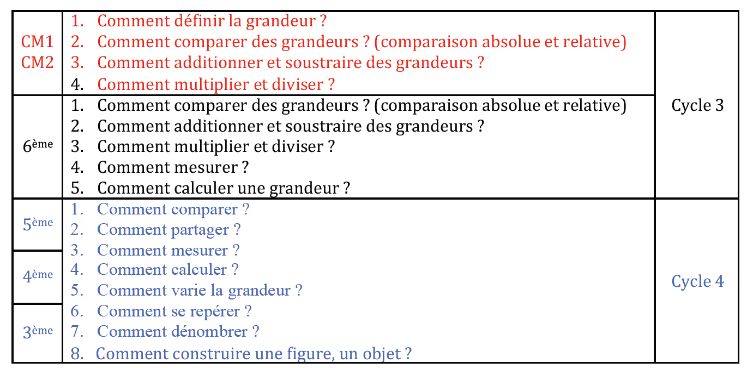 CM1
CM2
1. Comment définir la grandeur ?
2. Comment comparer des grandeurs ? (comparaison absolue et relative)
3. Comment additionner et soustraire des grandeurs ?
4. Comment multiplier et diviser ?
6ème
1. Comment comparer des grandeurs ? (comparaison absolue et relative)
2. Comment additionner et soustraire des grandeurs ?
3. Comment multiplier et diviser ?
4. Comment mesurer ?
5. Comment calculer une grandeur ?
Cycle 3
5ème
4ème
3ème
1. Comment comparer ?
2. Comment partager ?
3. Comment mesurer ?
4. Comment calculer ?
5. Comment varie la grandeur ?
6. Comment se repérer ?
7. Comment dénombrer ?
8. Comment construire une figure, un objet ?
Cycle 4